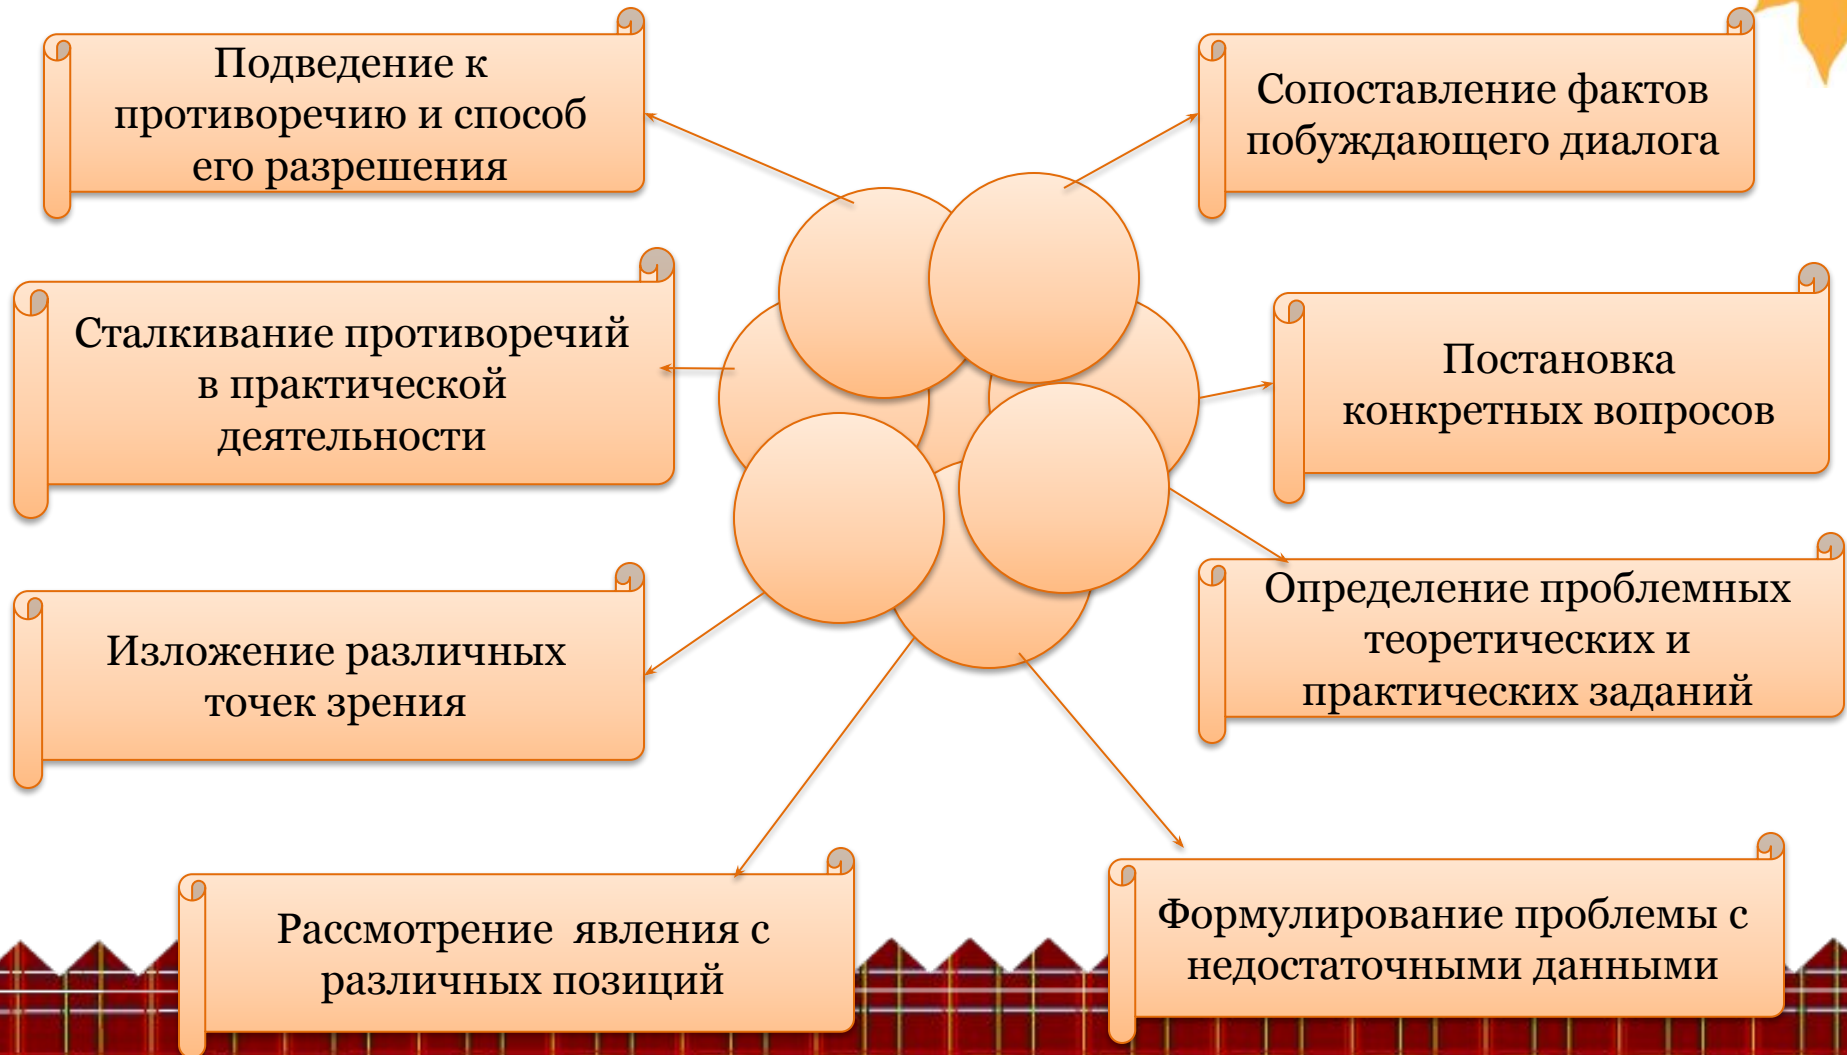 Подведение к
противоречию и способ
его разрешения
Сопоставление фактов
побуждающего диалога
Сталкивание противоречий
в практической
деятельности
Постановка
конкретных вопросов
Изложение различных
точек зрения
Определение проблемных
теоретических и
практических заданий
Рассмотрение явления с
различных позиций
Формулирование проблемы с
недостаточными данными